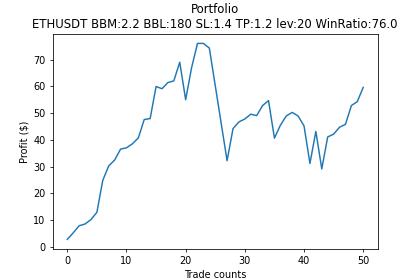 Portfolio
ETHUSDT BBM:2.2 BBL:180 SL:1.4 TP:1.2 lev:20 WinRatio:76.0
70
60
50
40
30
20
10
0
Profit ($)
0 10 20 30 40 50
Trade counts